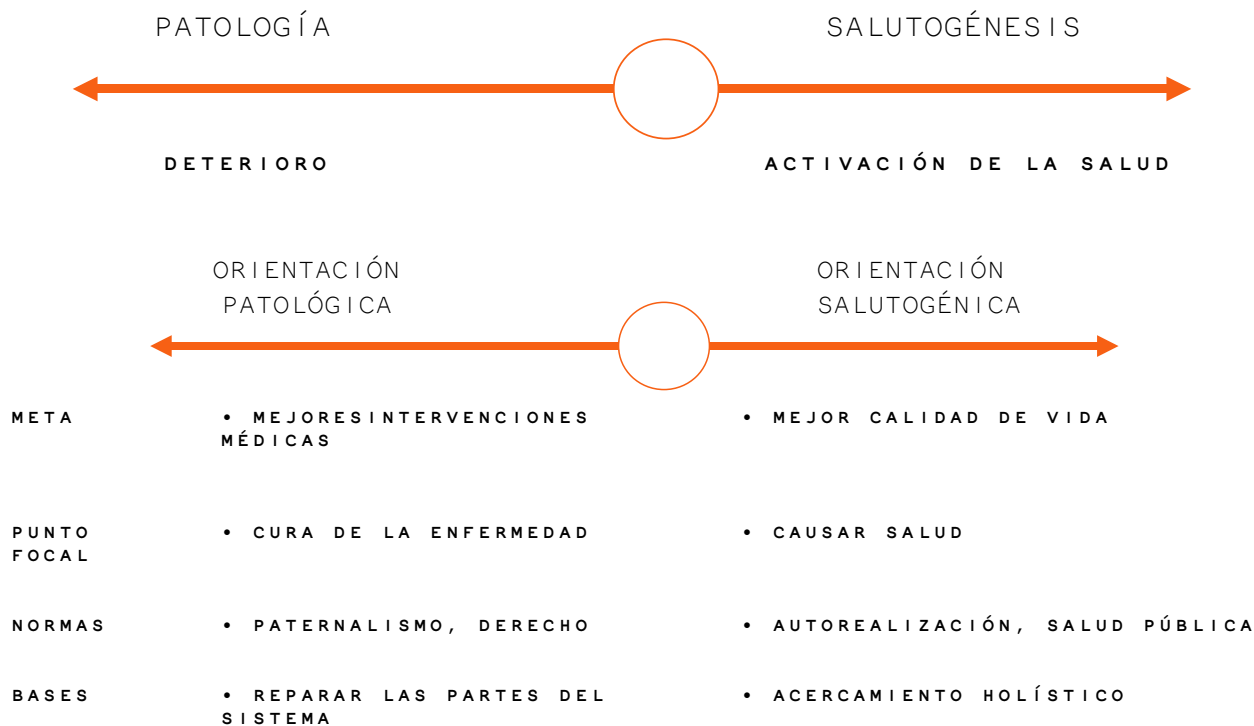 PATOLOGÍA
SALUTOGÉNESIS
DETERIORO
ACTIVACIÓN DE LA SALUD
ORIENTACIÓN
PATOLÓGICA
ORIENTACIÓN
SALUTOGÉNICA
META
• MEJORESINTERVENCIONES
MÉDICAS
• MEJOR CALIDAD DE VIDA
PUNTO
FOCAL
• CURA DE LA ENFERMEDAD
• CAUSAR SALUD
NORMAS
• PATERNALISMO, DERECHO
• AUTOREALIZACIÓN, SALUD PÚBLICA
BASES
• REPARAR LAS PARTES DEL
SISTEMA
• ACERCAMIENTO HOLÍSTICO